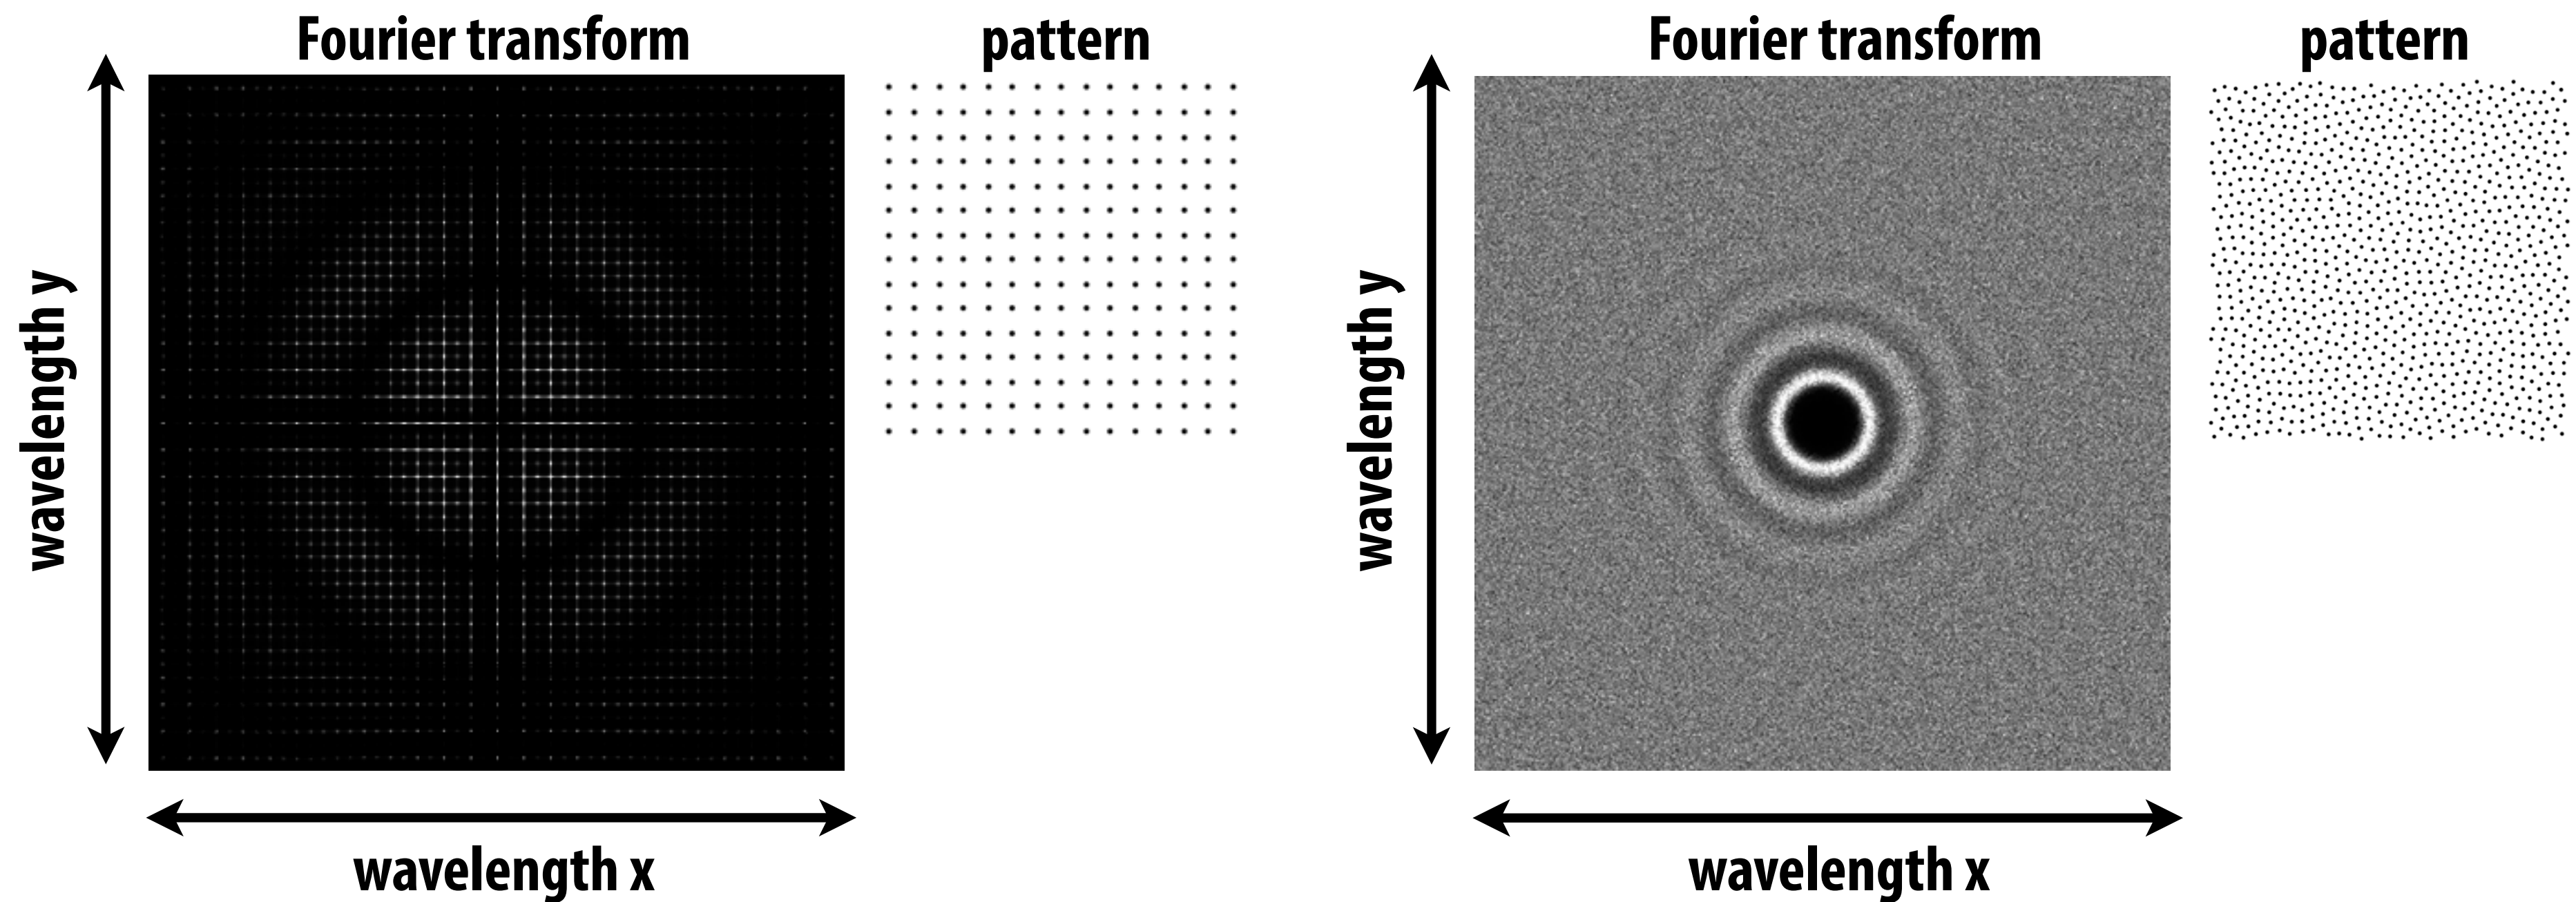 Fourier transform
pattern
wavelength y
wavelength x
Fourier transform
pattern
wavelength y
wavelength x